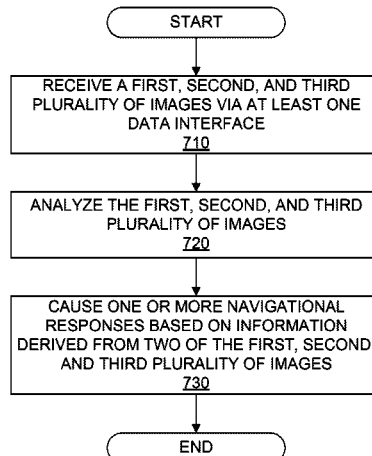 START
RECEIVE A FIRST, SECOND, AND THIRD
PLURALITY OF IMAGES VIA AT LEAST ONE
DATA INTERFACE
710
ANALYZE THE FIRST, SECOND, AND THIRD
PLURALITY OF IMAGES
720
CAUSE ONE OR MORE NAVIGATIONAL
RESPONSES BASED ON INFORMATION
DERIVED FROM TWO OF THE FIRST, SECOND
AND THIRD PLURALITY OF IMAGES
730
END